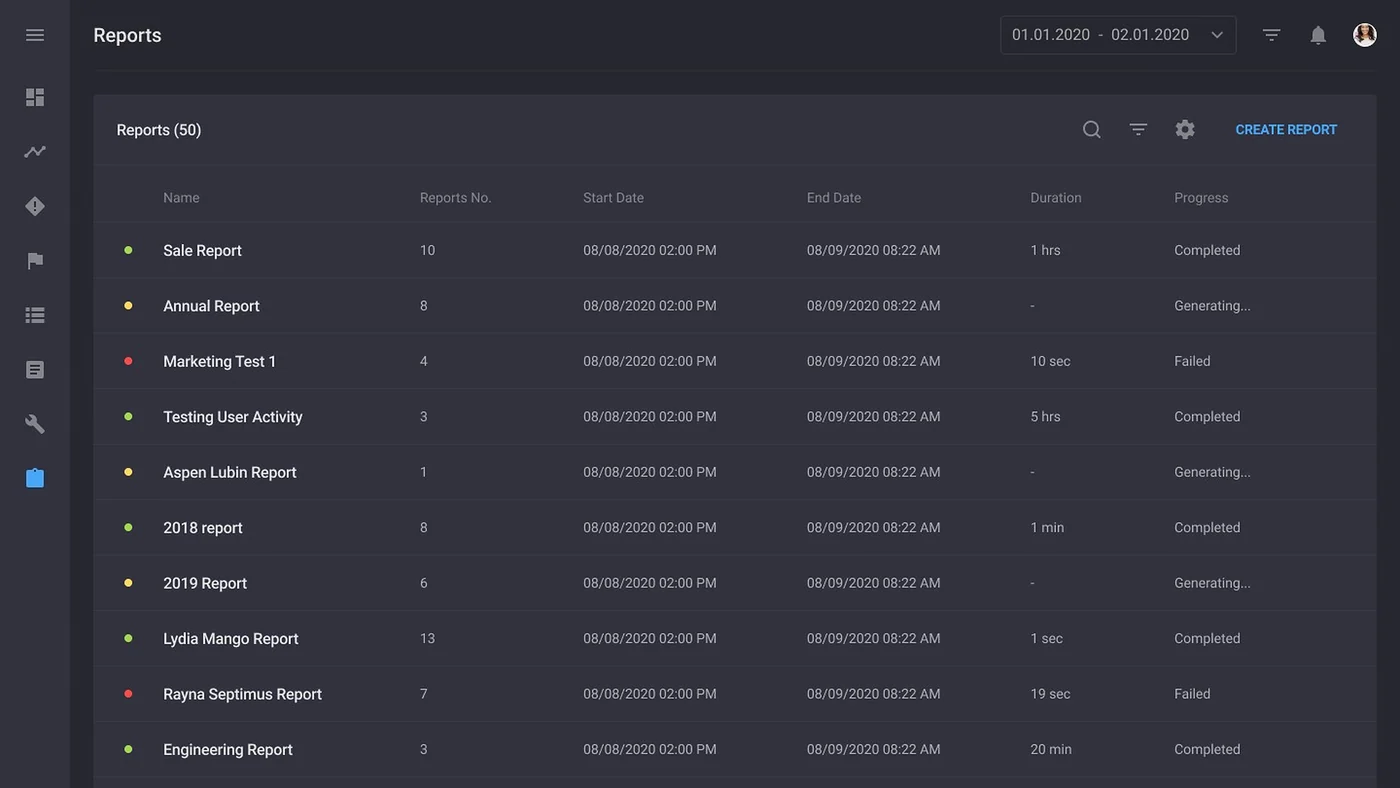 Reports
01.01.2020 - 02.01.2020
Reports (50)
CREATE REPORT
Name Reports No. Start Date End Date Duration Progress
Sale Report 10 08/08/2020 02:00 PM 08/09/2020 08:22 AM 1 hrs Completed
Annual Report 8 08/08/2020 02:00 PM 08/09/2020 08:22 AM - Generating...
Marketing Test 1 4 08/08/2020 02:00 PM 08/09/2020 08:22 AM 10 sec Failed
Testing User Activity 3 08/08/2020 02:00 PM 08/09/2020 08:22 AM 5 hrs Completed
Aspen Lubin Report 1 08/08/2020 02:00 PM 08/09/2020 08:22 AM - Generating...
2018 report 8 08/08/2020 02:00 PM 08/09/2020 08:22 AM 1 min Completed
2019 Report 6 08/08/2020 02:00 PM 08/09/2020 08:22 AM - Generating...
Lydia Mango Report 13 08/08/2020 02:00 PM 08/09/2020 08:22 AM 1 sec Completed
Rayna Septimus Report 7 08/08/2020 02:00 PM 08/09/2020 08:22 AM 19 sec Failed
Engineering Report 3 08/08/2020 02:00 PM 08/09/2020 08:22 AM 20 min Completed